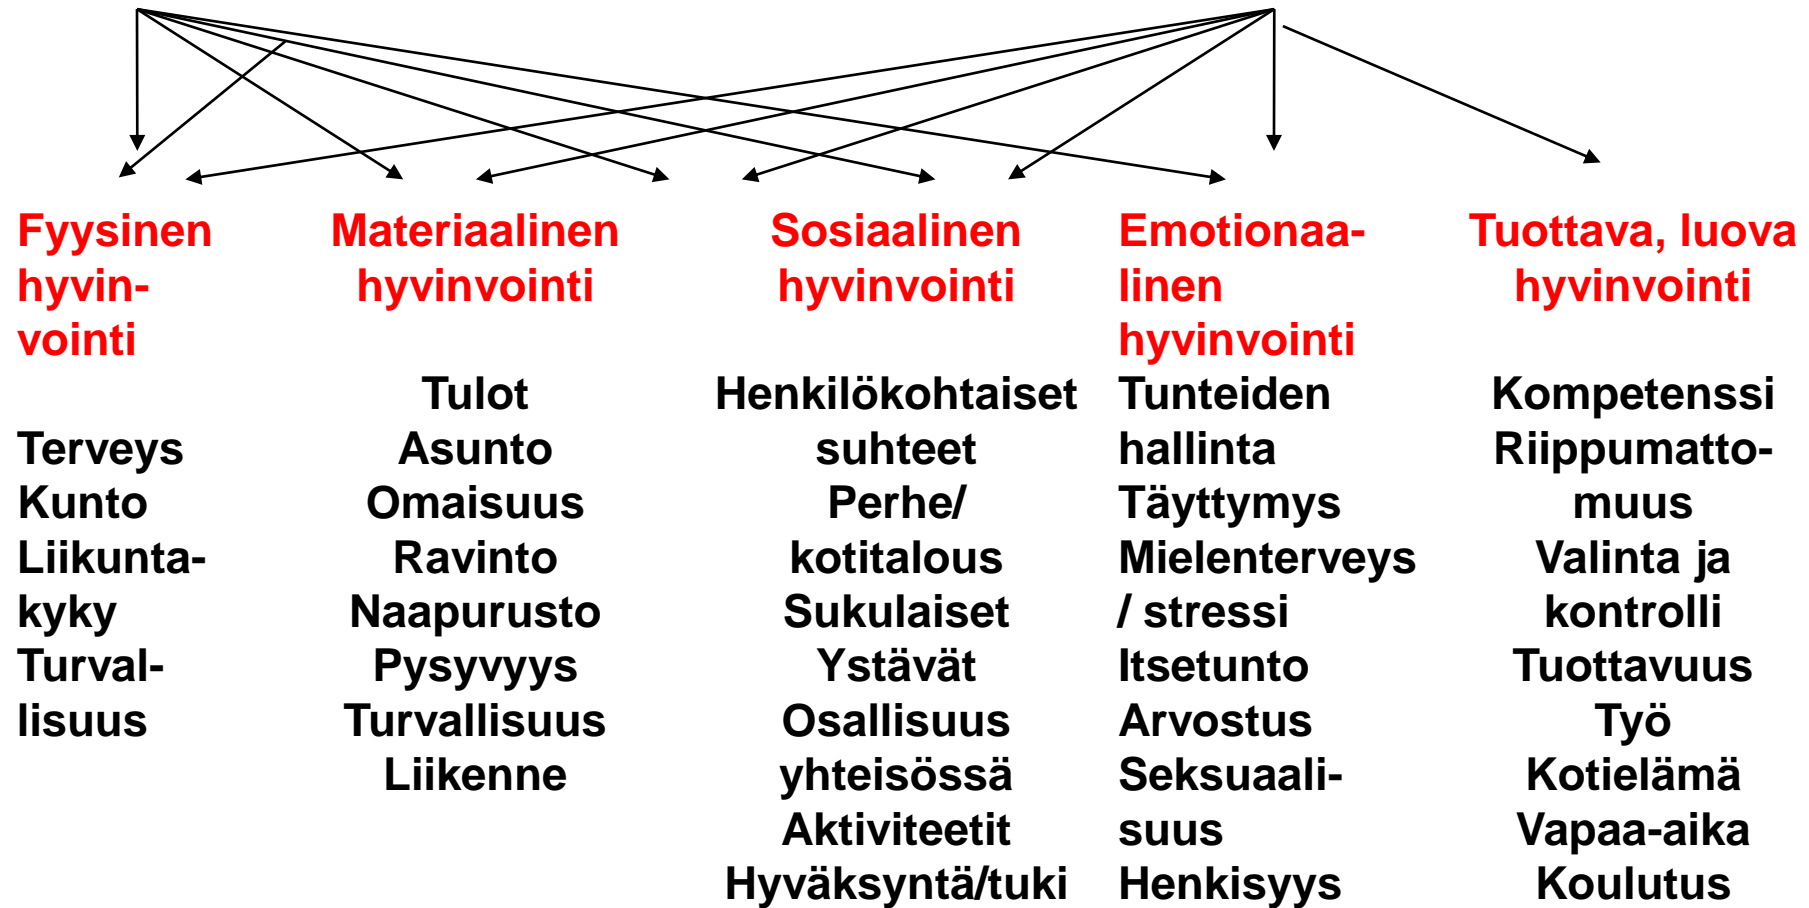 Fyysinen
hyvin-
vointi
Terveys
Kunto
Liikunta-
kyky
Turval-
lisuus
Materiaalinen
hyvinvointi
Tulot
Asunto
Omaisuus
Ravinto
Naapurusto
Pysyvyys
Turvallisuus
Liikenne
Sosiaalinen
hyvinvointi
Henkilökohtaiset
suhteet
Perhe/
kotitalous
Sukulaiset
Ystävät
Osallisuus
yhteisössä
Aktiviteetit
Hyväksyntä/tuki
Emotionaa-
linen
hyvinvointi
Tunteiden
hallinta
Täyttymys
Mielenterveys
/ stressi
Itsetunto
Arvostus
Seksuaali-
suus
Henkisyys
Tuottava, luova
hyvinvointi
Kompetenssi
Riippumatto-
muus
Valinta ja
kontrolli
Tuottavuus
Työ
Kotielämä
Vapaa-aika
Koulutus